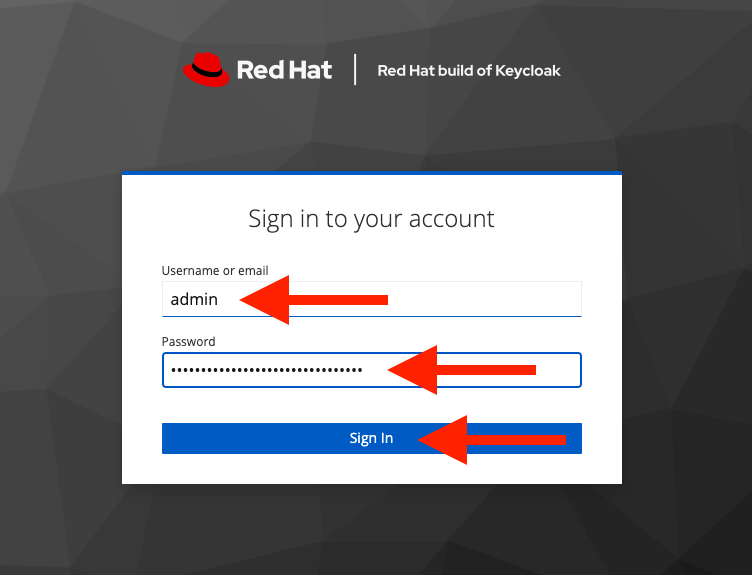 Red Hat | Red Hat build of Keycloak
Sign in to your account
Username or email
admin
Password
••••••••••••••••••••••••••••••••
Sign In